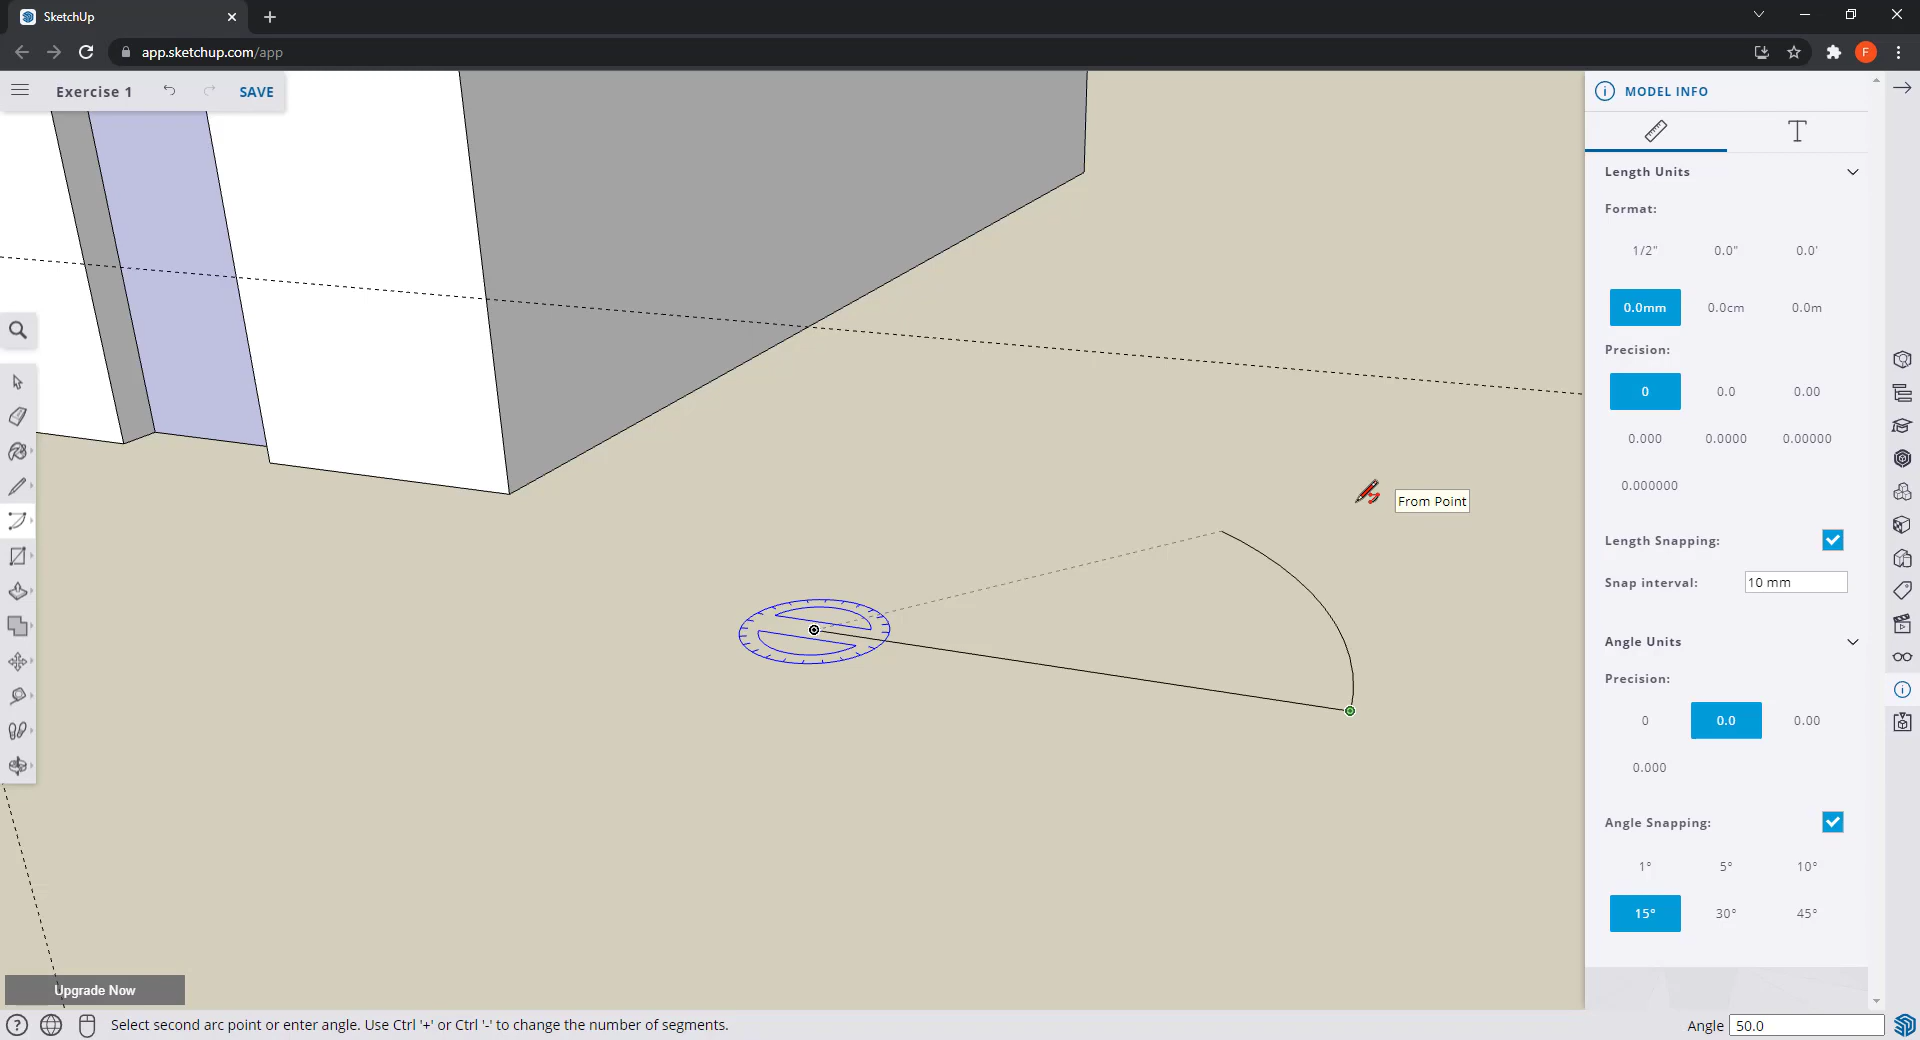 SketchUp
app.sketchup.com/app
F
Exercise 1
SAVE
MODEL INFO
Length Units
Format:
1/2" 0.0" 0.0'
0.0mm 0.0cm 0.0m
Precision:
0 0.0 0.00
0.000 0.0000 0.00000
0.000000
From Point
Length Snapping:
Snap interval: 10 mm
Angle Units
Precision:
0 0.0 0.00
0.000
Angle Snapping:
1° 5° 10°
15° 30° 45°
Upgrade Now
Select second arc point or enter angle. Use Ctrl '+' or Ctrl '-' to change the number of segments.
Angle 50.0